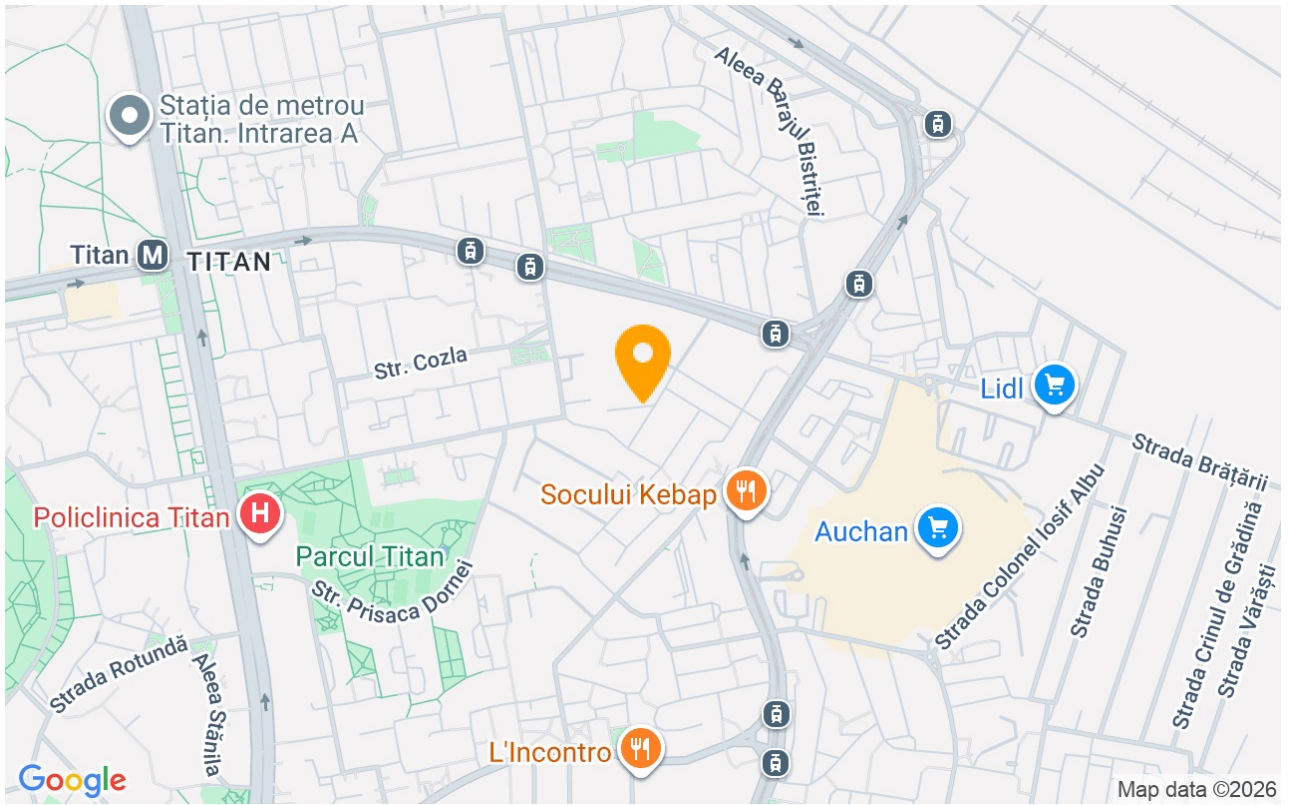 Aleea Barajul Bistriței
Stația de metrou
Titan. Intrarea A
Titan
M
TITAN
Str. Cozla
Lidl
Strada Brățării
Socului Kebap
Auchan
Policlinica Titan
H
Parcul Titan
Str. Prisaca Dornei
Strada Colonel Iosif Albu
Strada Buhusi
Strada Crinul de Grădină
Strada Vărăști
Strada Rotundă
Aleea Stănila
L'Incontro
Google
Map data ©2026